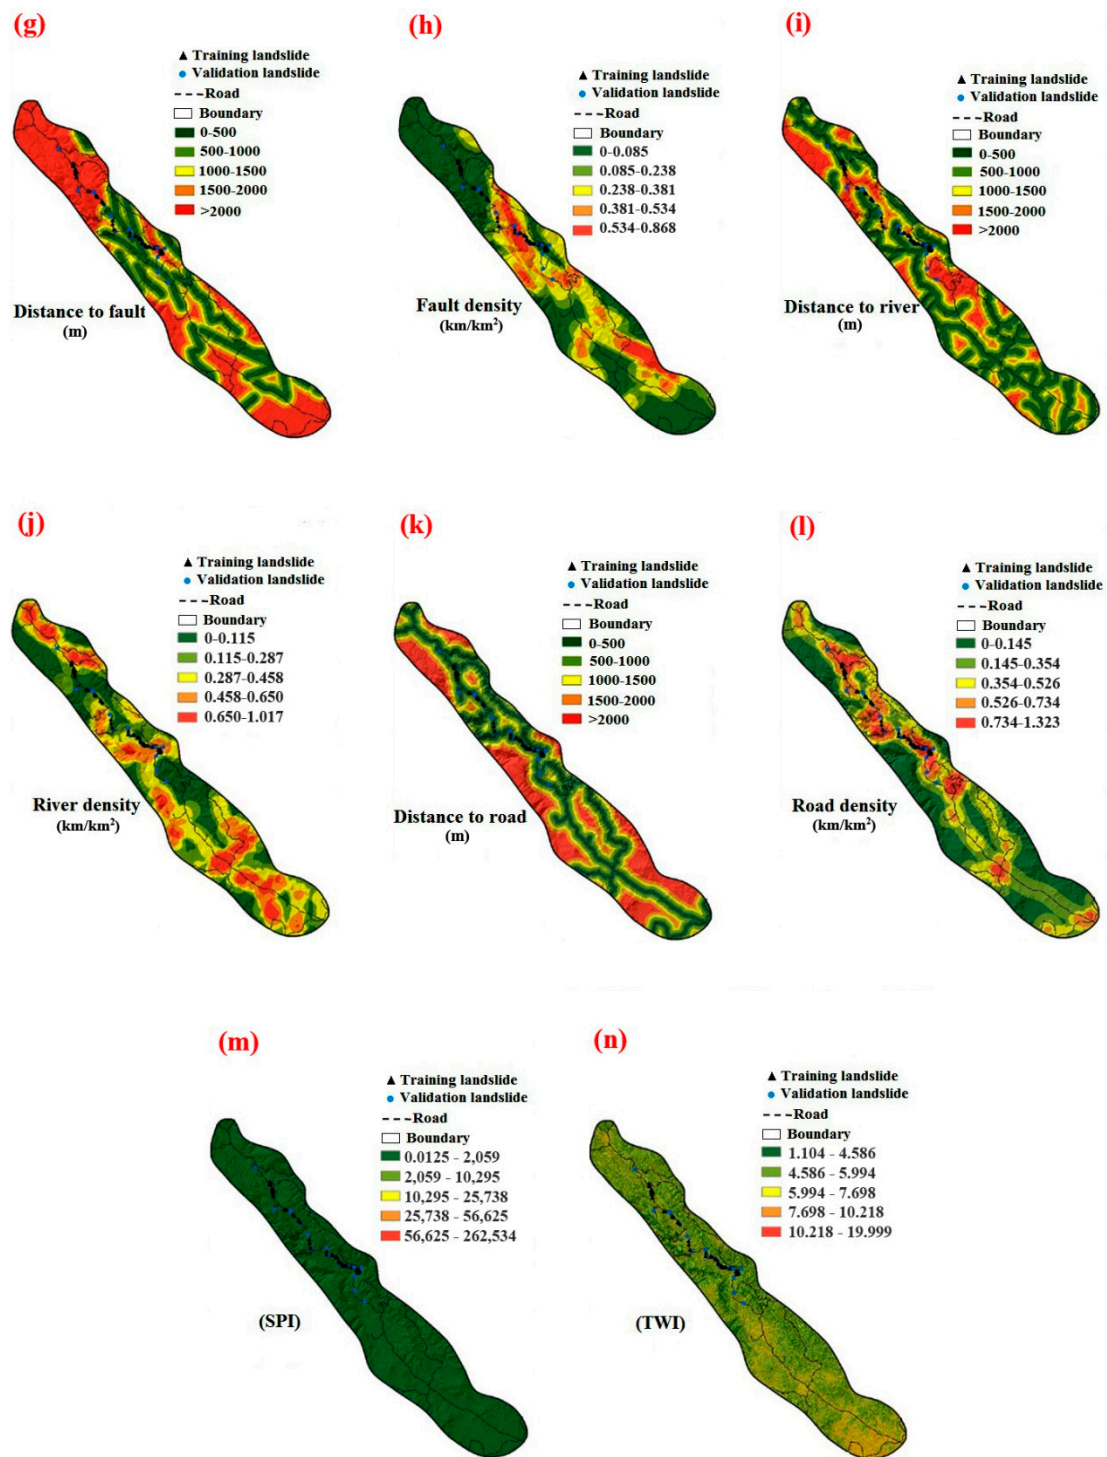 (g)
▲ Training landslide
● Validation landslide
----Road
Boundary
0-500
500-1000
1000-1500
1500-2000
>2000
Distance to fault
(m)
(h)
▲ Training landslide
● Validation landslide
----Road
Boundary
0-0.085
0.085-0.238
0.238-0.381
0.381-0.534
0.534-0.868
Fault density
(km/km²)
(i)
▲ Training landslide
● Validation landslide
----Road
Boundary
0-500
500-1000
1000-1500
1500-2000
>2000
Distance to river
(m)
(j)
▲ Training landslide
● Validation landslide
----Road
Boundary
0-0.115
0.115-0.287
0.287-0.458
0.458-0.650
0.650-1.017
River density
(km/km²)
(k)
▲ Training landslide
● Validation landslide
----Road
Boundary
0-500
500-1000
1000-1500
1500-2000
>2000
Distance to road
(m)
(l)
▲ Training landslide
● Validation landslide
----Road
Boundary
0-0.145
0.145-0.354
0.354-0.526
0.526-0.734
0.734-1.323
Road density
(km/km²)
(m)
▲ Training landslide
● Validation landslide
----Road
Boundary
0.0125 - 2,059
2,059 - 10,295
10,295 - 25,738
25,738 - 56,625
56,625 - 262,534
(SPI)
(n)
▲ Training landslide
● Validation landslide
----Road
Boundary
1.104 - 4.586
4.586 - 5.994
5.994 - 7.698
7.698 - 10.218
10.218 - 19.999
(TWI)